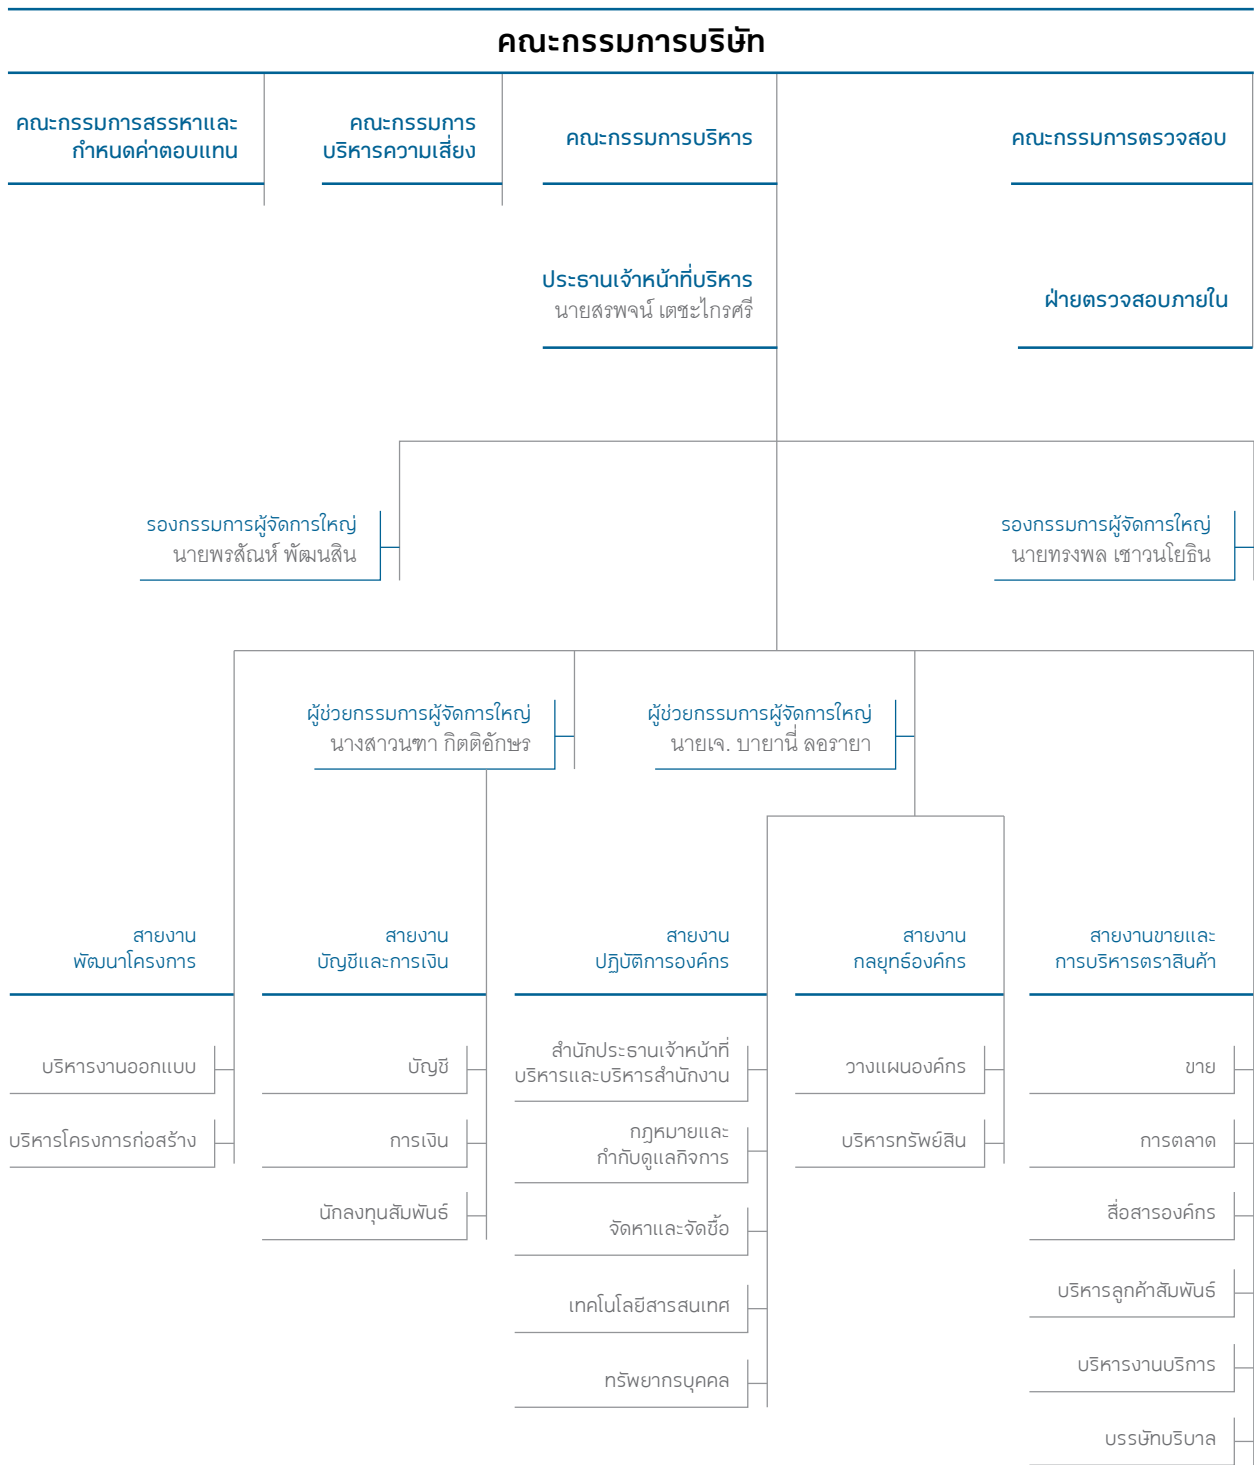 คณะกรรมการบริษัท
คณะกรรมการสรรหาและ
กำหนดค่าตอบแทน
คณะกรรมการ
บริหารความเสี่ยง
คณะกรรมการบริหาร
คณะกรรมการตรวจสอบ
ประธานเจ้าหน้าที่บริหาร
นายสรพจน์ เตชะไกรศรี
ฝ่ายตรวจสอบภายใน
รองกรรมการผู้จัดการใหญ่
นายพรสัณห์ พัฒนสิน
รองกรรมการผู้จัดการใหญ่
นายทรงพล เชาวนโยธิน
ผู้ช่วยกรรมการผู้จัดการใหญ่
นางสาวนฑา กิตติอักษร
ผู้ช่วยกรรมการผู้จัดการใหญ่
นายเจ. บายานี่ ลอรายา
สายงาน
พัฒนาโครงการ
สายงาน
บัญชีและการเงิน
สายงาน
ปฏิบัติการองค์กร
สายงาน
กลยุทธ์องค์กร
สายงานขายและ
การบริหารตราสินค้า
บริหารงานออกแบบ
บริหารโครงการก่อสร้าง
บัญชี
การเงิน
นักลงทุนสัมพันธ์
สำนักประธานเจ้าหน้าที่
บริหารและบริหารสำนักงาน
กฎหมายและ
กำกับดูแลกิจการ
จัดหาและจัดซื้อ
เทคโนโลยีสารสนเทศ
ทรัพยากรบุคคล
วางแผนองค์กร
บริหารทรัพย์สิน
ขาย
การตลาด
สื่อสารองค์กร
บริหารลูกค้าสัมพันธ์
บริหารงานบริการ
บรรษัทบริบาล